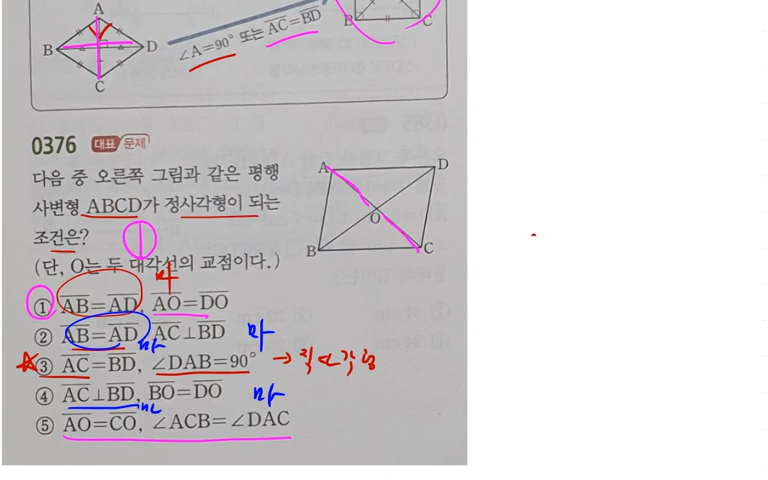 A
B
D
C
∠A=90° 또는 AC=BD
B
C
0376 대표 문제
다음 중 오른쪽 그림과 같은 평행
사변형 ABCD가 정사각형이 되는
조건은?
(단, O는 두 대각선의 교점이다.)
A
D
O
B
C
마
① AB=AD, AO=DO
② AB=AD, AC⊥BD 마
마
③ AC=BD, ∠DAB=90° →
④ AC⊥BD, BO=DO 마
⑤ AO=CO, ∠ACB=∠DAC